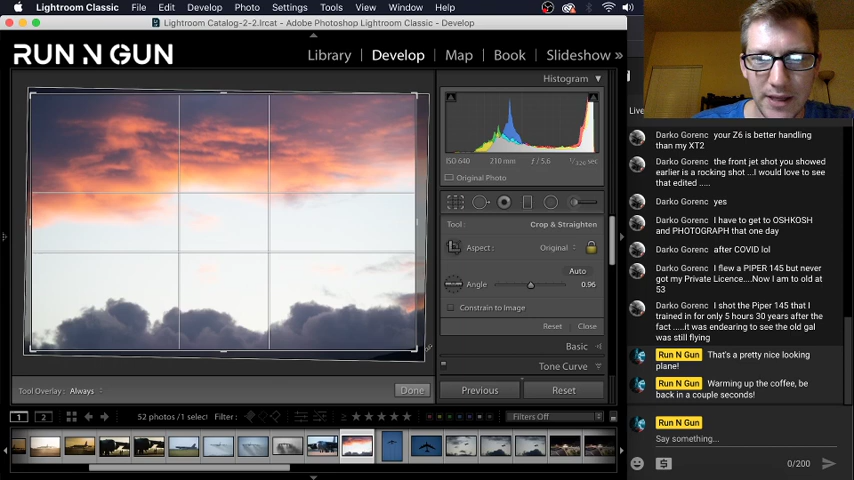 Lightroom Classic File Edit Develop Photo Settings Tools View Window Help
Lightroom Catalog-2-2.lrcat - Adobe Photoshop Lightroom Classic - Develop
RUN N GUN
Library Develop Map Book Slideshow »
Histogram
ISO 640 210 mm f / 5.6
Original Photo
Tool : Crop & Straighten
Aspect : Original
Auto
Angle 0.96
Constrain to Image
Reset Close
Basic
Tone Curve
Tool Overlay : Always
Done
Previous Reset
1 2
52 photos /1 select
Filter :
Filters Off
Live
Darko Gorenc your Z6 is better handling
than my XT2
Darko Gorenc the front jet shot you showed
earlier is a rocking shot ...I would love to see
that edited .....
Darko Gorenc yes
Darko Gorenc I have to get to OSHKOSH
and PHOTOGRAPH that one day
Darko Gorenc after COVID lol
Darko Gorenc I flew a PIPER 145 but never
got my Private Licence....Now I am to old at
53
Darko Gorenc I shot the Piper 145 that I
trained in for only 5 hours 30 years after the
fact .....it was endearing to see the old gal
was still flying
Run N Gun That's a pretty nice looking
plane!
Run N Gun Warming up the coffee, be
back in a couple seconds!
Run N Gun
Say something...
0/200